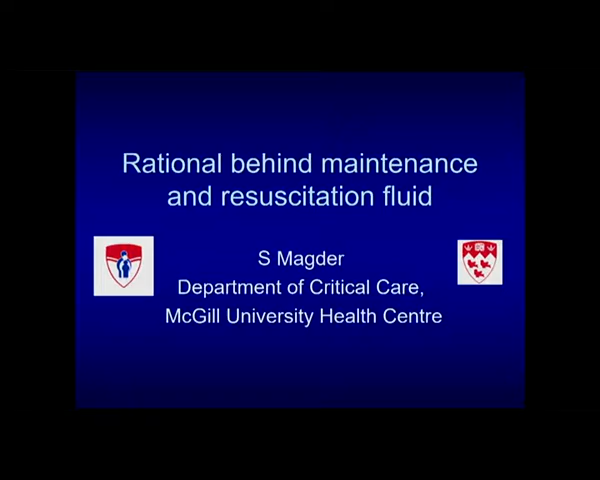 Rational behind maintenance
and resuscitation fluid
S Magder
Department of Critical Care,
McGill University Health Centre